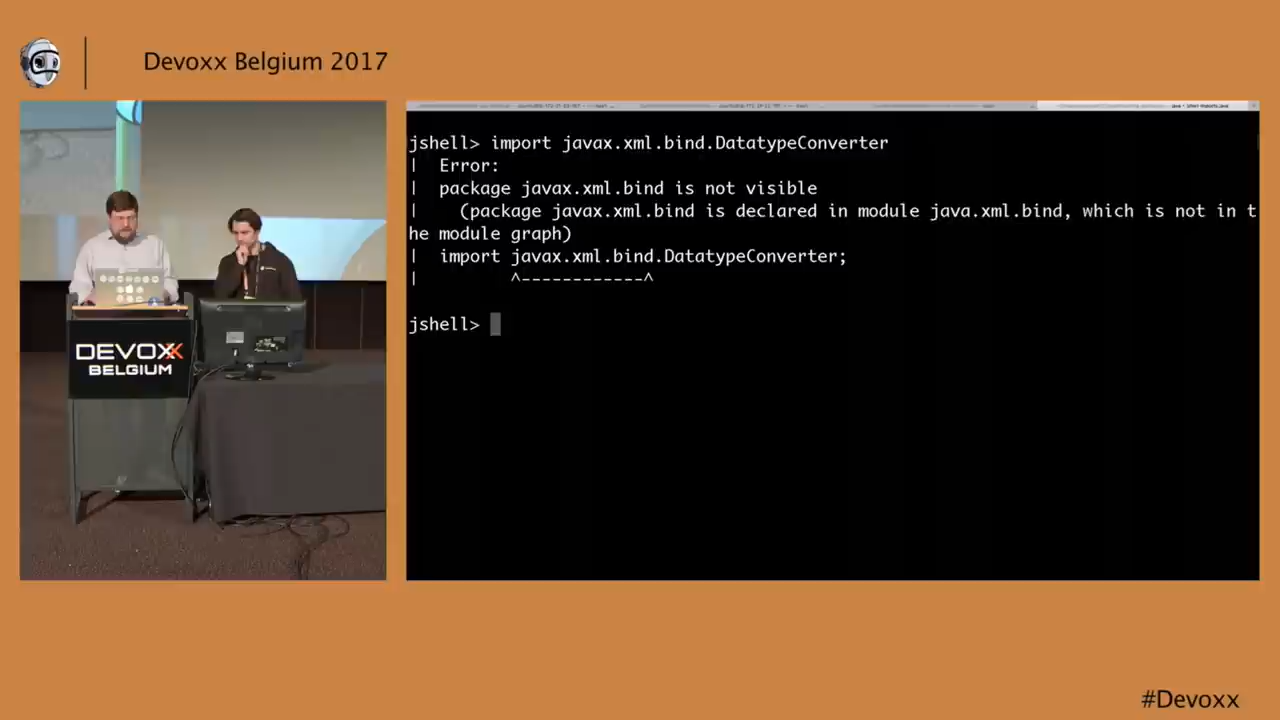 Devoxx Belgium 2017
jshell> import javax.xml.bind.DatatypeConverter
| Error:
| package javax.xml.bind is not visible
| (package javax.xml.bind is declared in module java.xml.bind, which is not in t
he module graph)
| import javax.xml.bind.DatatypeConverter;
| ^------------^
jshell>
DEVOXX
BELGIUM
#Devoxx